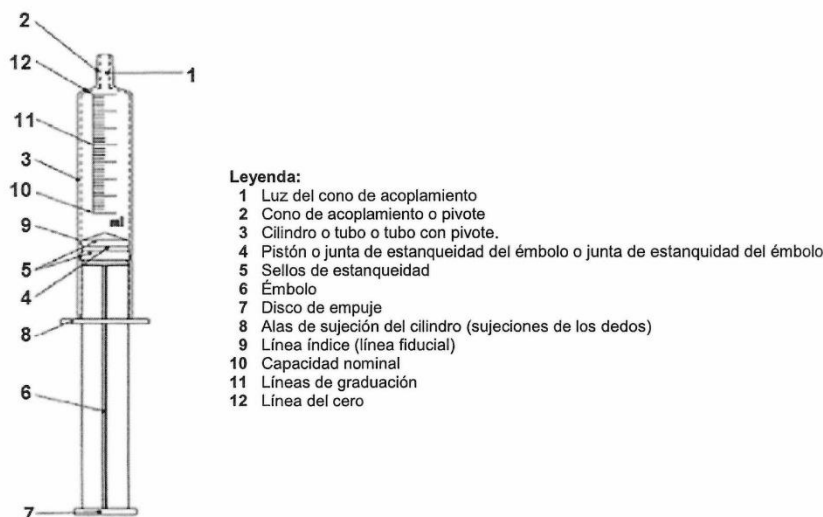 2
12
1
11
3
10
ml
9
5
4
8
6
7
Leyenda:
1 Luz del cono de acoplamiento
2 Cono de acoplamiento o pivote
3 Cilindro o tubo o tubo con pivote.
4 Pistón o junta de estanqueidad del émbolo o junta de estanquidad del émbolo
5 Sellos de estanqueidad
6 Émbolo
7 Disco de empuje
8 Alas de sujeción del cilindro (sujeciones de los dedos)
9 Línea índice (línea fiducial)
10 Capacidad nominal
11 Líneas de graduación
12 Línea del cero